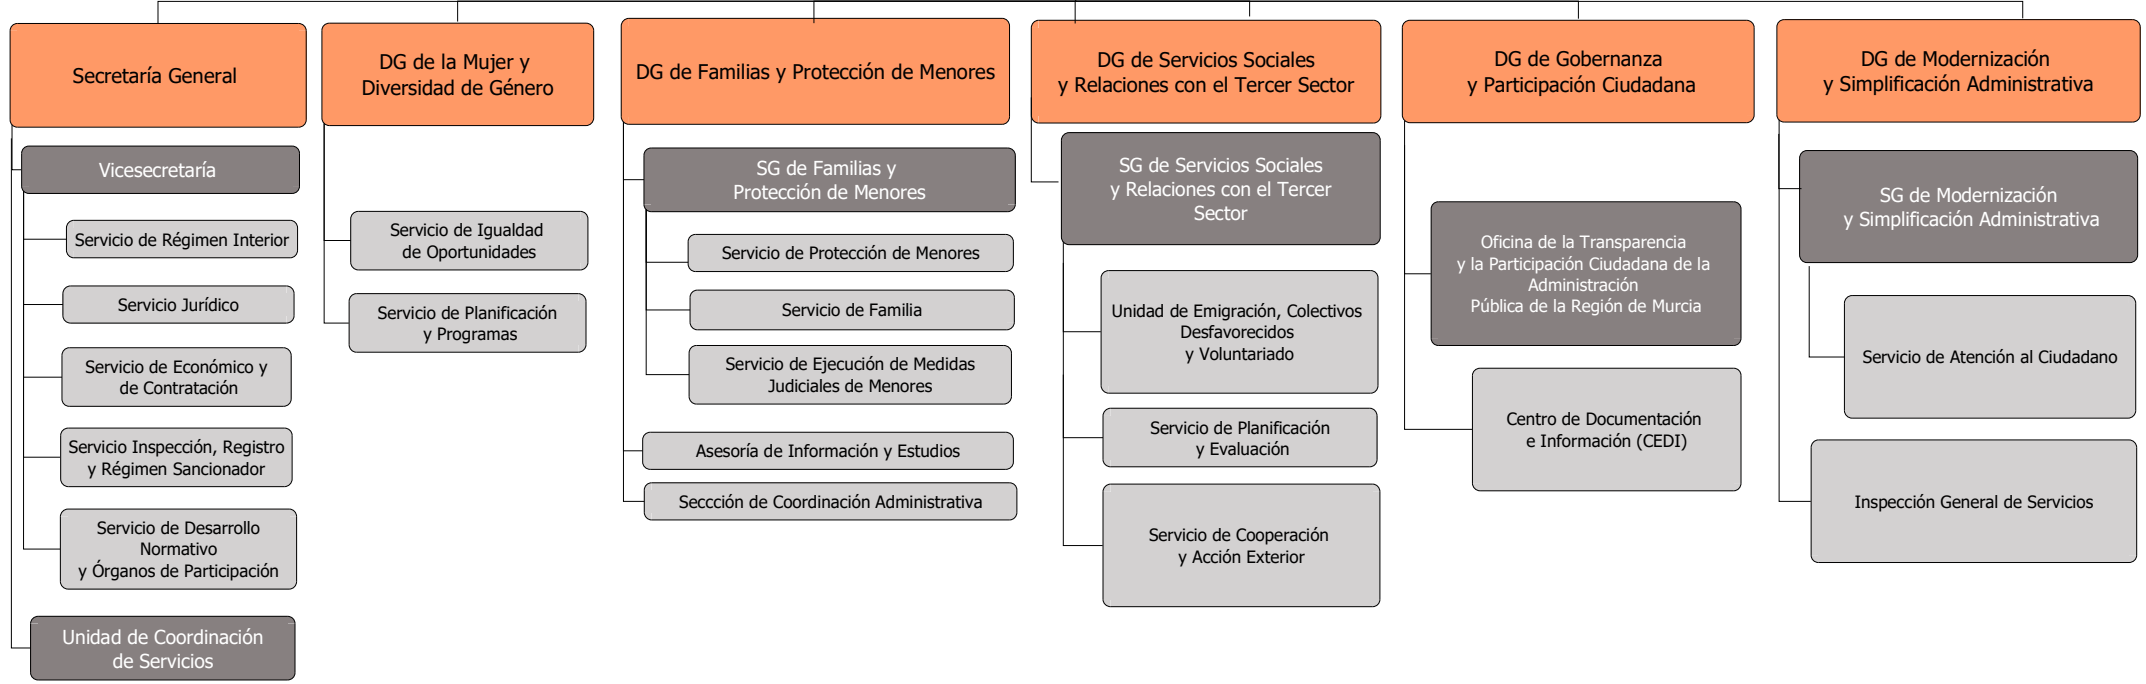 Secretaría General
Vicesecretaría
Servicio de Régimen Interior
Servicio Jurídico
Servicio de Económico y
de Contratación
Servicio Inspección, Registro
y Régimen Sancionador
Servicio de Desarrollo
Normativo
y Órganos de Participación
Unidad de Coordinación
de Servicios
DG de la Mujer y
Diversidad de Género
Servicio de Igualdad
de Oportunidades
Servicio de Planificación
y Programas
DG de Familias y Protección de Menores
SG de Familias y
Protección de Menores
Servicio de Protección de Menores
Servicio de Familia
Servicio de Ejecución de Medidas
Judiciales de Menores
Asesoría de Información y Estudios
Seccción de Coordinación Administrativa
DG de Servicios Sociales
y Relaciones con el Tercer Sector
SG de Servicios Sociales
y Relaciones con el Tercer
Sector
Unidad de Emigración, Colectivos
Desfavorecidos
y Voluntariado
Servicio de Planificación
y Evaluación
Servicio de Cooperación
y Acción Exterior
DG de Gobernanza
y Participación Ciudadana
Oficina de la Transparencia
y la Participación Ciudadana de la
Administración
Pública de la Región de Murcia
Centro de Documentación
e Información (CEDI)
DG de Modernización
y Simplificación Administrativa
SG de Modernización
y Simplificación Administrativa
Servicio de Atención al Ciudadano
Inspección General de Servicios